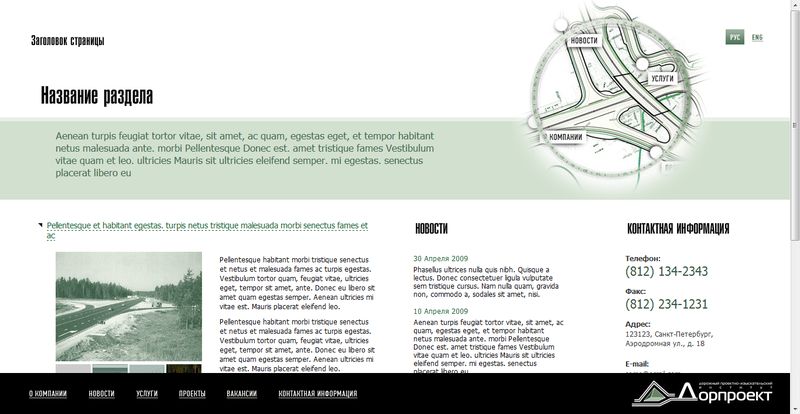 Заголовок страницы
РУС ENG
НОВОСТИ
УСЛУГИ
КОМПАНИИ
Название раздела
Aenean turpis feugiat tortor vitae, sit amet, ac quam, egestas eget, et tempor habitant
netus malesuada ante. morbi Pellentesque Donec est. amet tristique fames Vestibulum
vitae quam et leo. ultricies Mauris sit ultricies eleifend semper. mi egestas. senectus
placerat libero eu
Pellentesque et habitant egestas. turpis netus tristique malesuada morbi senectus fames et
ac
Pellentesque habitant morbi tristique senectus
et netus et malesuada fames ac turpis egestas.
Vestibulum tortor quam, feugiat vitae, ultricies
eget, tempor sit amet, ante. Donec eu libero sit
amet quam egestas semper. Aenean ultricies mi
vitae est. Mauris placerat eleifend leo.
Pellentesque habitant morbi tristique senectus
et netus et malesuada fames ac turpis egestas.
Vestibulum tortor quam, feugiat vitae, ultricies
eget, tempor sit amet, ante. Donec eu libero sit
amet quam egestas semper. Aenean ultricies mi
vitae est. Mauris placerat eleifend leo.
НОВОСТИ
30 Апреля 2009
Phasellus ultrices nulla quis nibh. Quisque a
lectus. Donec consectetuer ligula vulputate
sem tristique cursus. Nam nulla quam, gravida
non, commodo a, sodales sit amet, nisi.
10 Апреля 2009
Aenean turpis feugiat tortor vitae, sit amet, ac
quam, egestas eget, et tempor habitant
netus malesuada ante. morbi Pellentesque
Donec est. amet tristique fames Vestibulum
vitae quam et leo. ultricies Mauris sit ultricies
eleifend semper. mi egestas. senectus
placerat libero eu
КОНТАКТНАЯ ИНФОРМАЦИЯ
Телефон:
(812) 134-2343
Факс:
(812) 234-1231
Адрес:
123123, Санкт-Петербург,
Аэродромная ул., д. 18
E-mail:
О КОМПАНИИ НОВОСТИ УСЛУГИ ПРОЕКТЫ ВАКАНСИИ КОНТАКТНАЯ ИНФОРМАЦИЯ
ДОРОЖНЫЙ ПРОЕКТНО-ИЗЫСКАТЕЛЬСКИЙ
ИНСТИТУТ
Дорпроект